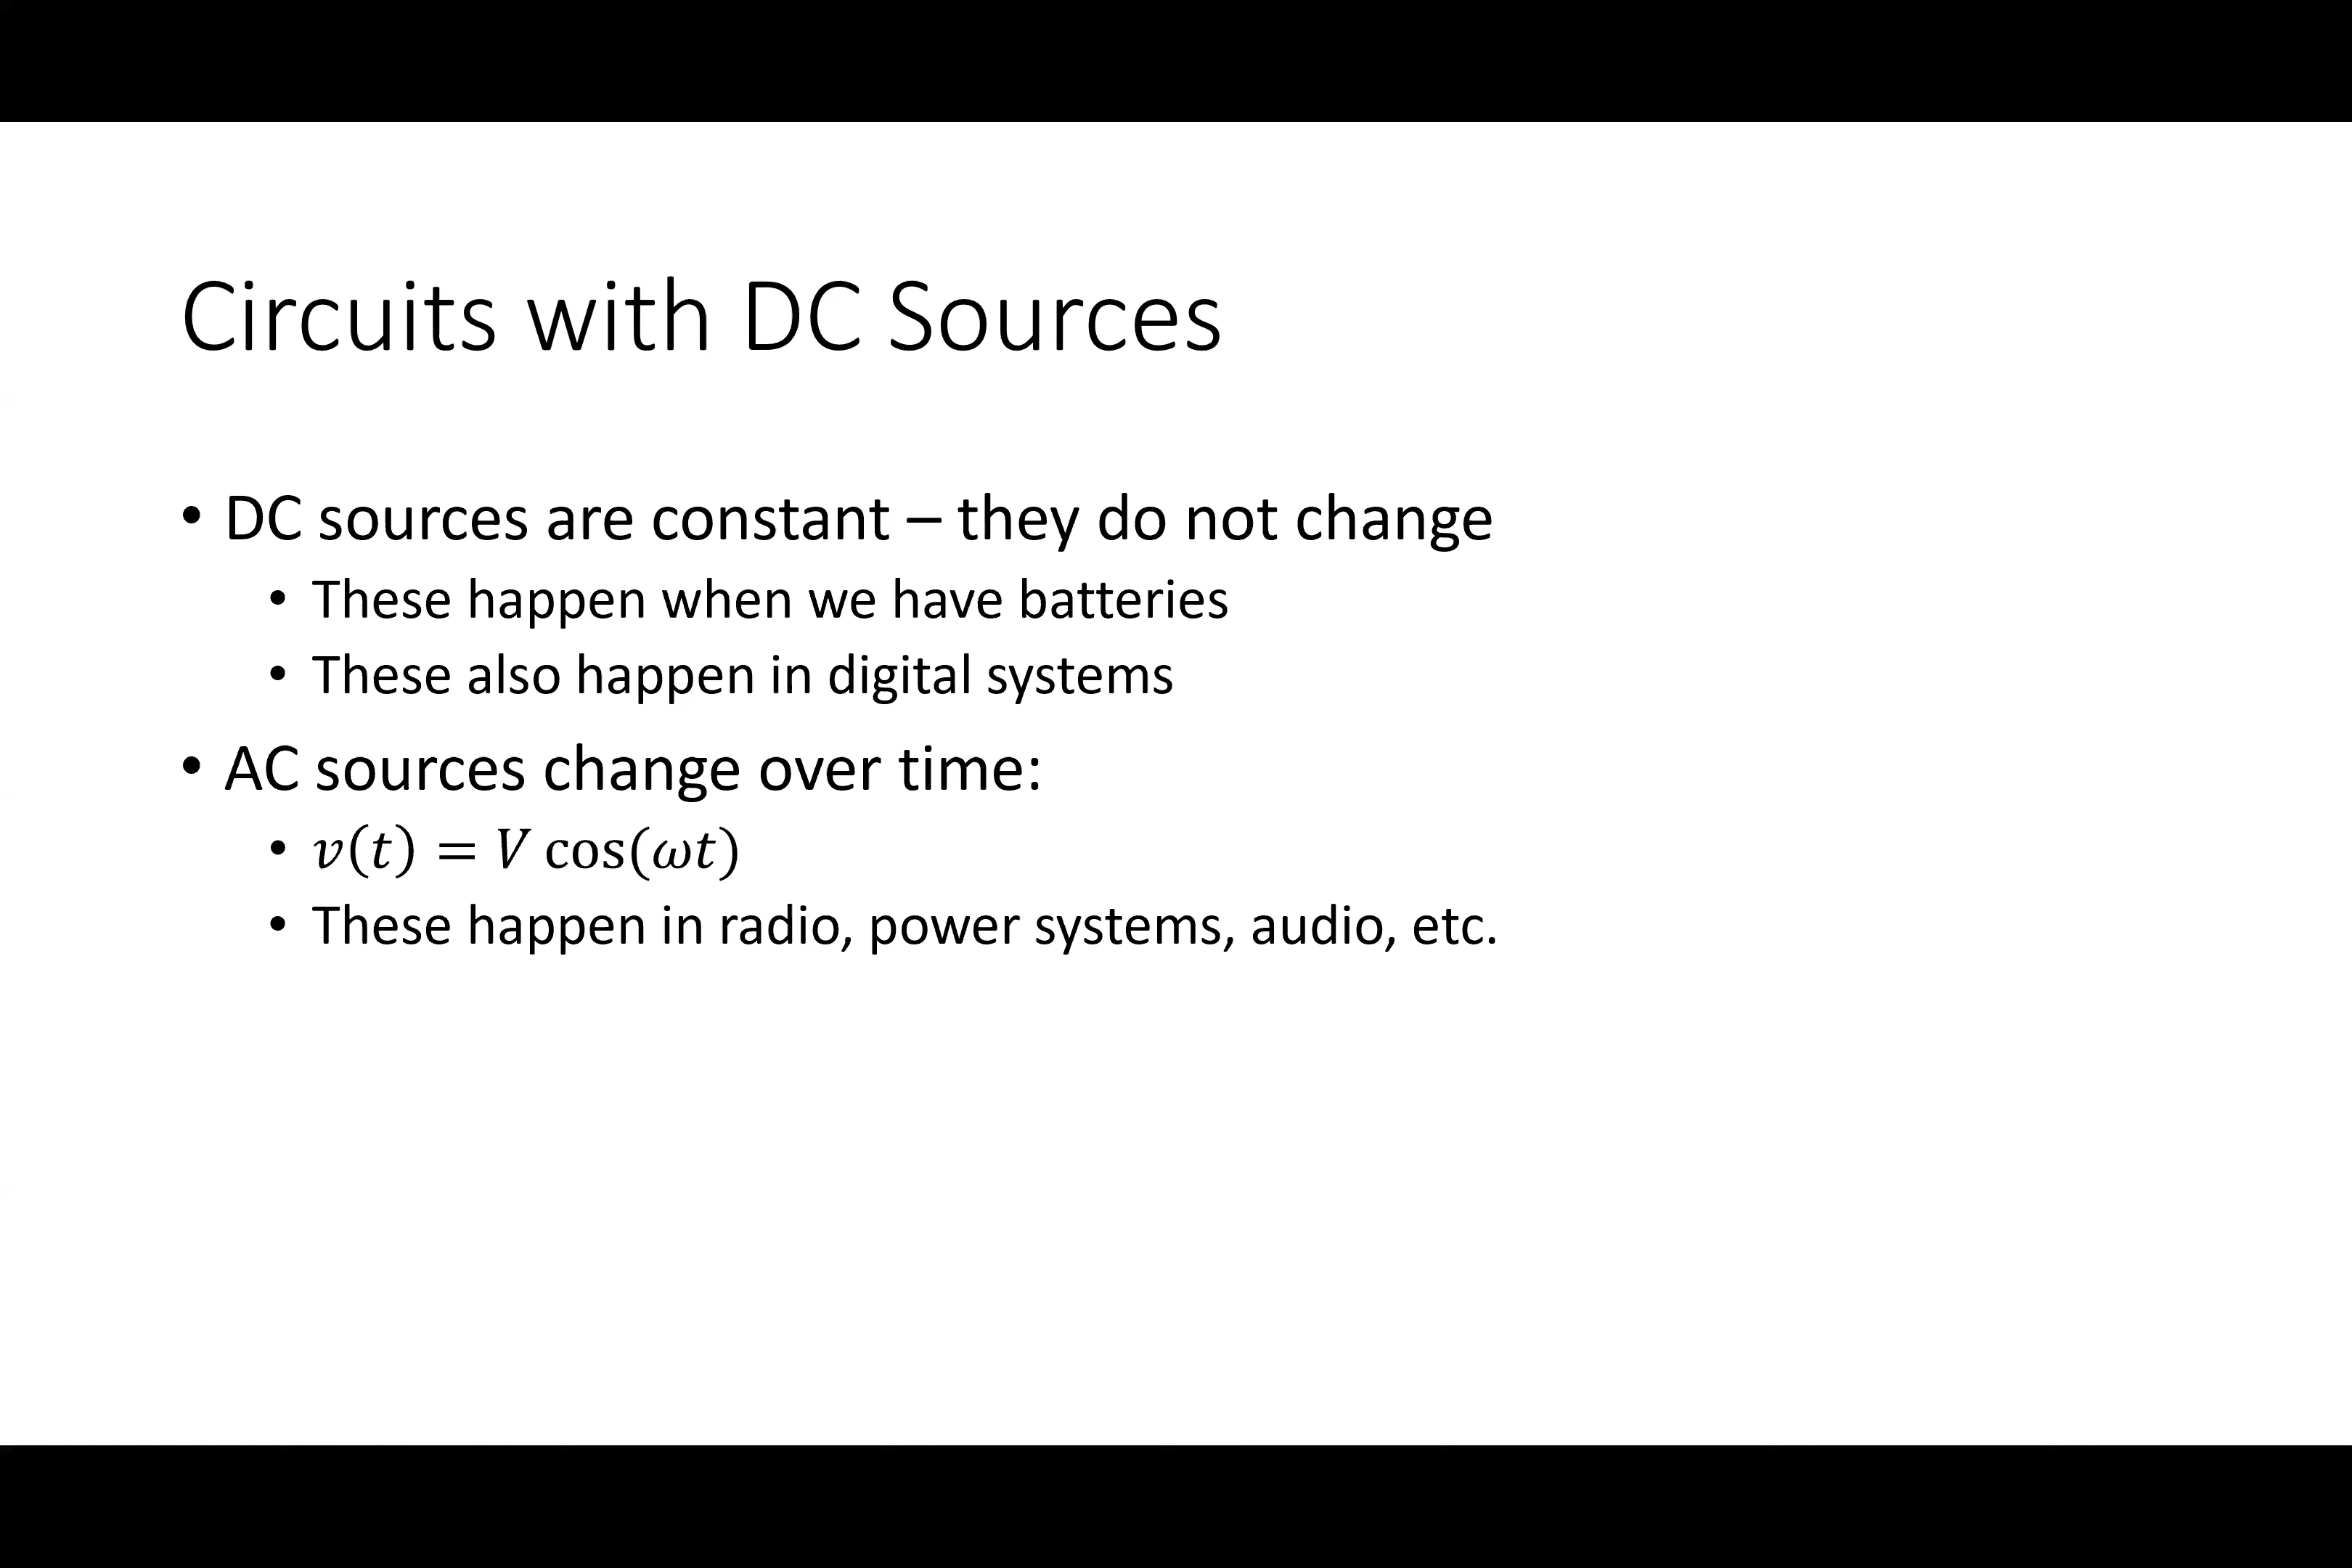 Circuits with DC Sources
• DC sources are constant – they do not change
• These happen when we have batteries
• These also happen in digital systems
• AC sources change over time:
• 𝑣(𝑡) = 𝑉 cos(𝜔𝑡)
• These happen in radio, power systems, audio, etc.